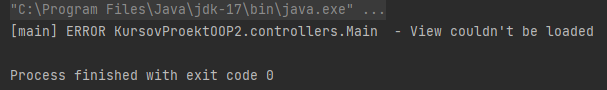 "C:\Program Files\Java\jdk-17\bin\java.exe" ...
[main] ERROR KursovProektOOP2.controllers.Main  - View couldn't be loaded
Process finished with exit code 0